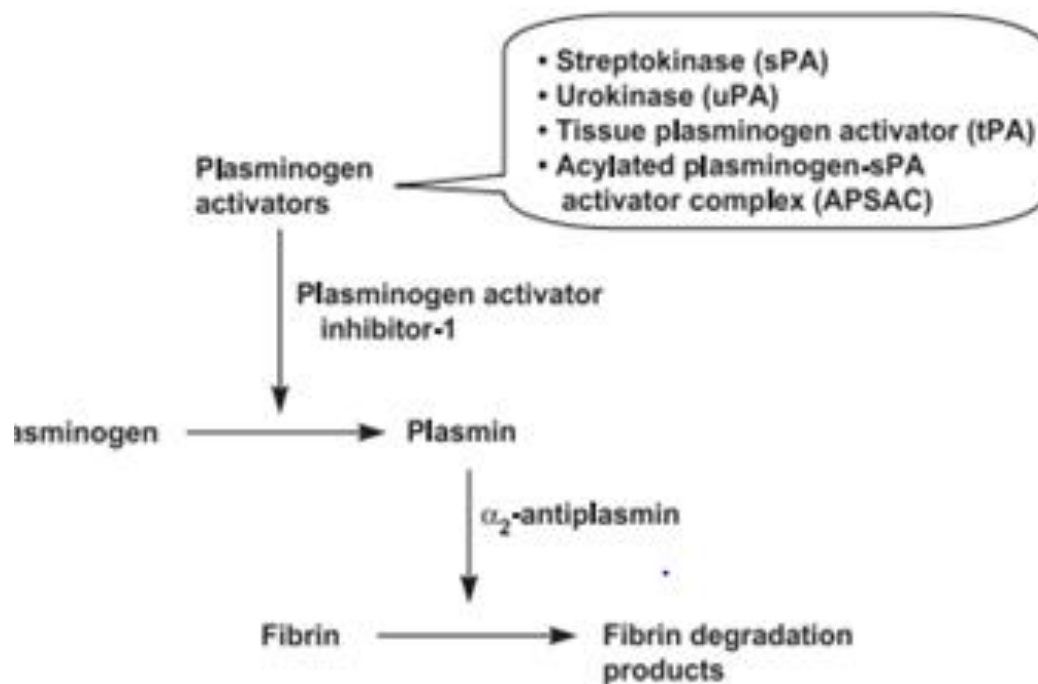 • Streptokinase (sPA)
• Urokinase (uPA)
• Tissue plasminogen activator (tPA)
• Acylated plasminogen-sPA
activator complex (APSAC)
Plasminogen
activators
Plasminogen activator
inhibitor-1
asminogen
Plasmin
α₂-antiplasmin
Fibrin
Fibrin degradation
products